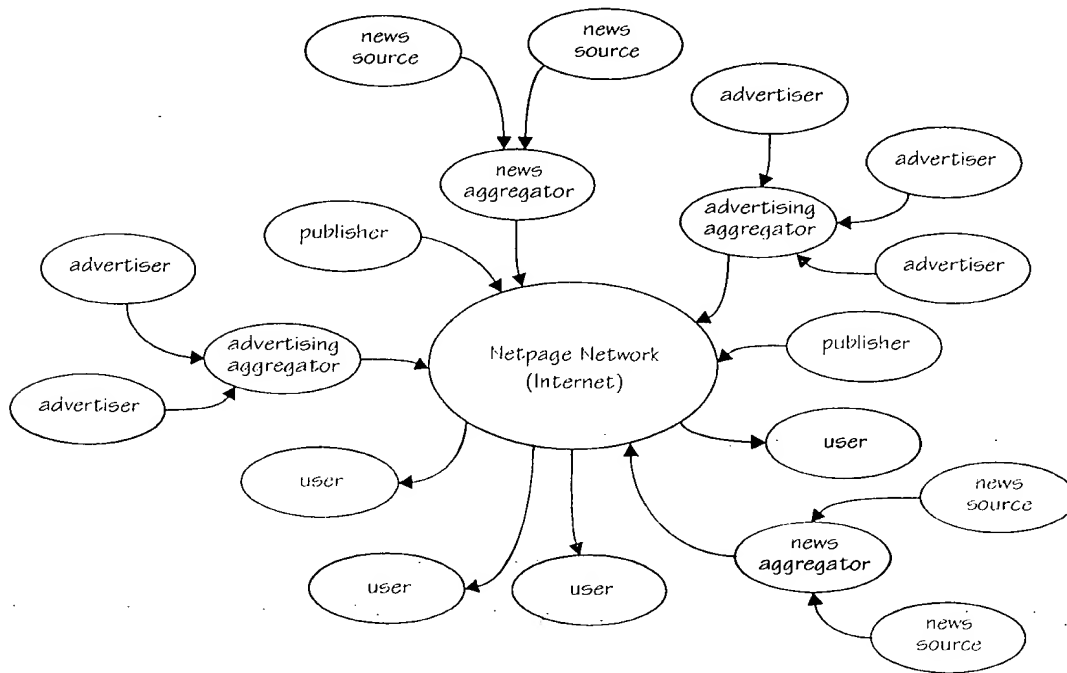 news
source
news
source
advertiser
advertiser
news
aggregator
advertising
aggregator
publisher
advertiser
advertiser
advertising
aggregator
Netpage Network
(Internet)
publisher
advertiser
user
user
news
source
news
aggregator
user
user
news
source